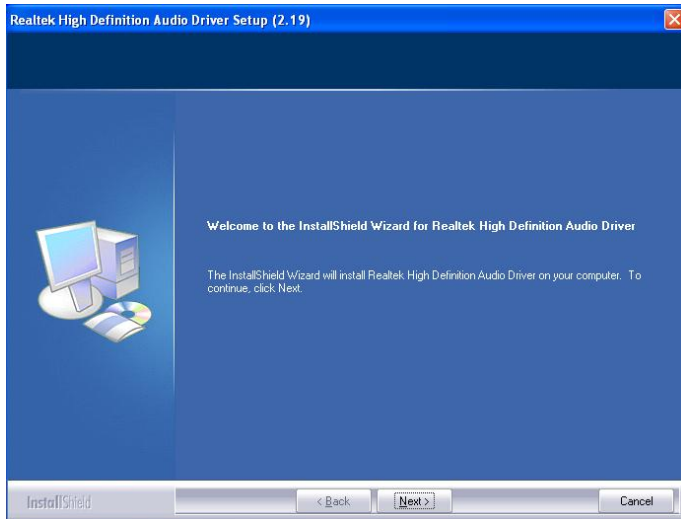 Realtek High Definition Audio Driver Setup (2.19)
Welcome to the InstallShield Wizard for Realtek High Definition Audio Driver
The InstallShield Wizard will install Realtek High Definition Audio Driver on your computer. To
continue, click Next.
InstallShield
< Back
Next >
Cancel